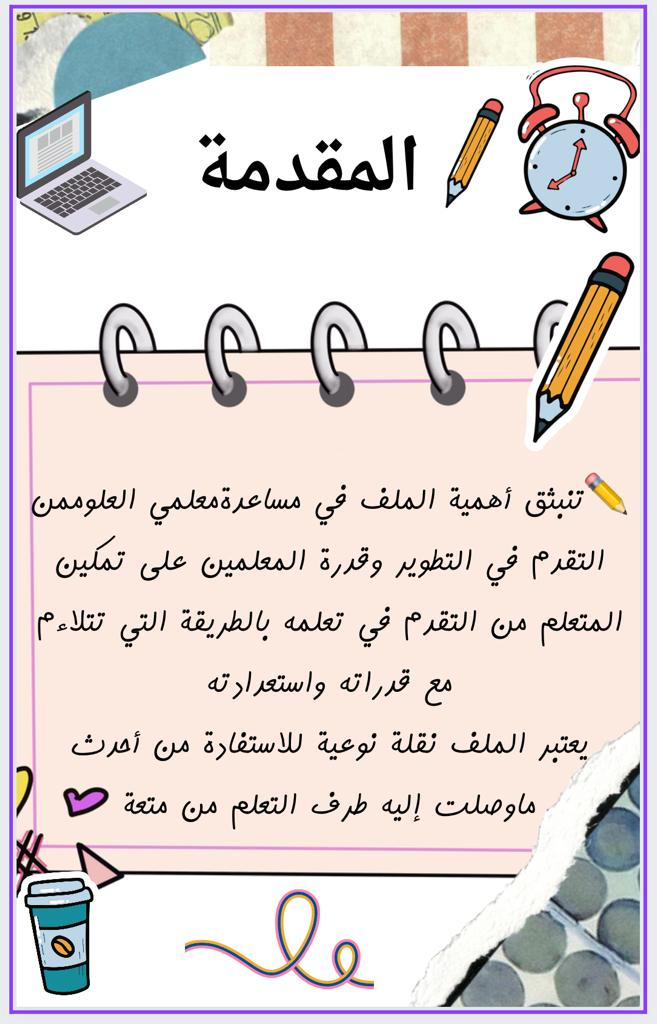 المقدمة
تنبثق أهمية الملف في مساعدةمعلمي العلوممن
التقدم في التطوير وقدرة المعلمين على تمكين
المتعلم من التقدم في تعلمه بالطريقة التي تتلاءم
مع قدراته واستعدادته
يعتبر الملف نقلة نوعية للاستفادة من أحدث
ماوصلت إليه طرف التعلم من متعة